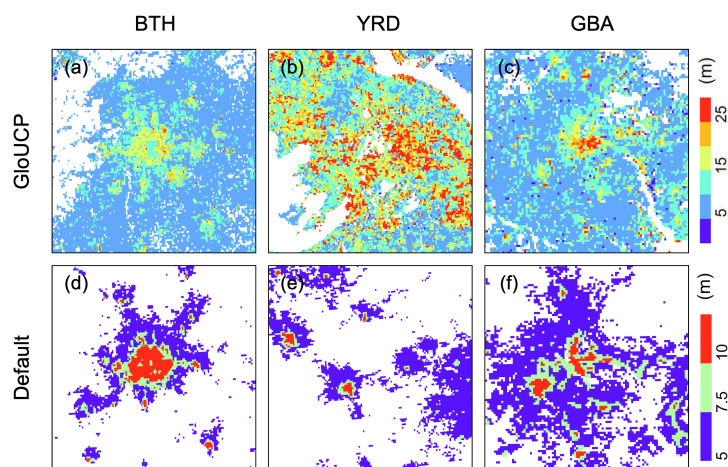 BTH YRD GBA
GloUCP
(a) (b) (c)
(m)
25
15
5
Default
(d) (e) (f)
(m)
10
7.5
5